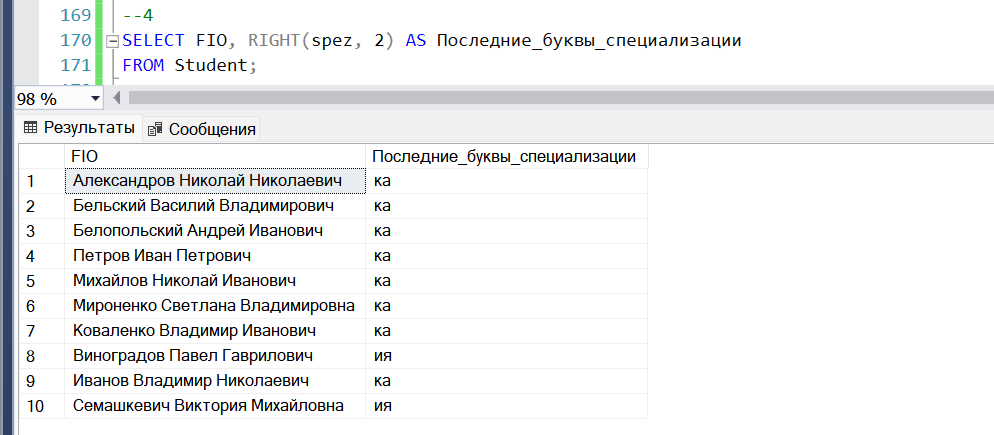 169 --4
170 SELECT FIO, RIGHT(spez, 2) AS Последние_буквы_специализации
171 FROM Student;
98 %
Результаты Сообщения
FIO Последние_буквы_специализации
1 Александров Николай Николаевич ка
2 Бельский Василий Владимирович ка
3 Белопольский Андрей Иванович ка
4 Петров Иван Петрович ка
5 Михайлов Николай Иванович ка
6 Мироненко Светлана Владимировна ка
7 Коваленко Владимир Иванович ка
8 Виноградов Павел Гаврилович ия
9 Иванов Владимир Николаевич ка
10 Семашкевич Виктория Михайловна ия